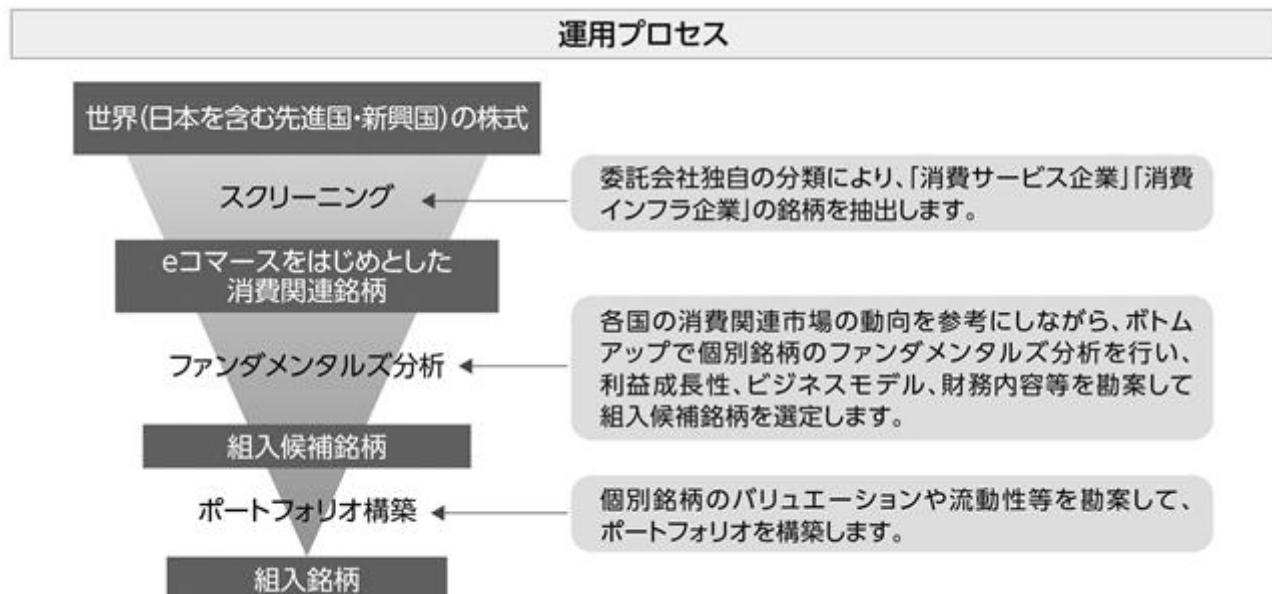 運用プロセス
世界(日本を含む先進国・新興国)の株式
スクリーニング
委託会社独自の分類により、「消費サービス企業」「消費
インフラ企業」の銘柄を抽出します。
eコマースをはじめとした
消費関連銘柄
ファンダメンタルズ分析
各国の消費関連市場の動向を参考にしながら、ボトム
アップで個別銘柄のファンダメンタルズ分析を行い、
利益成長性、ビジネスモデル、財務内容等を勘案して
組入候補銘柄を選定します。
組入候補銘柄
ポートフォリオ構築
個別銘柄のバリュエーションや流動性等を勘案して、
ポートフォリオを構築します。
組入銘柄